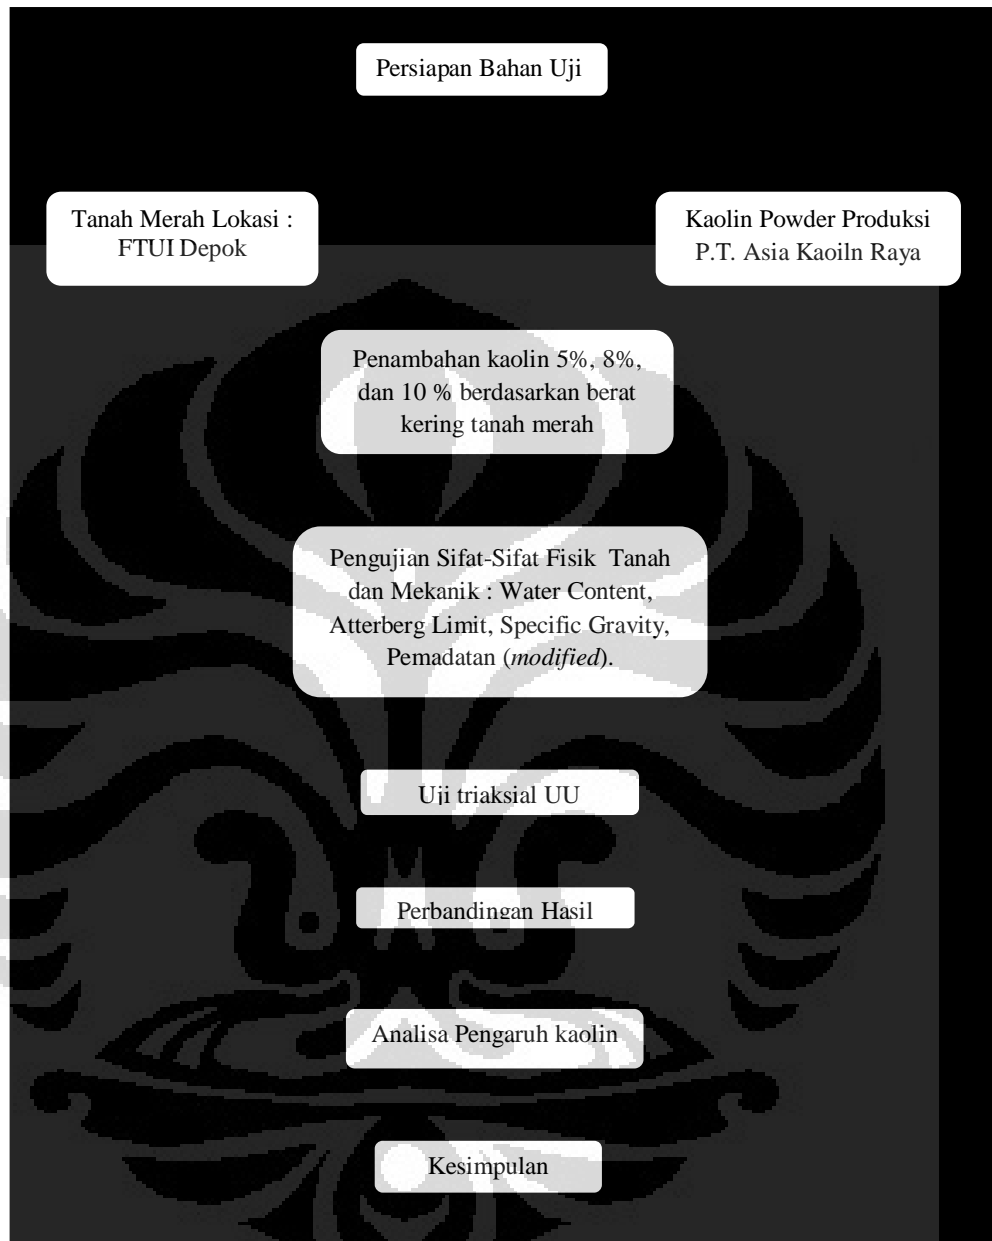 Persiapan Bahan Uji
Tanah Merah Lokasi :
FTUI Depok
Kaolin Powder Produksi
P.T. Asia Kaoiln Raya
Penambahan kaolin 5%, 8%,
dan 10 % berdasarkan berat
kering tanah merah
Pengujian Sifat-Sifat Fisik  Tanah
dan Mekanik : Water Content,
Atterberg Limit, Specific Gravity,
Pemadatan (modified).
Uji triaksial UU
Perbandingan Hasil
Analisa Pengaruh kaolin
Kesimpulan